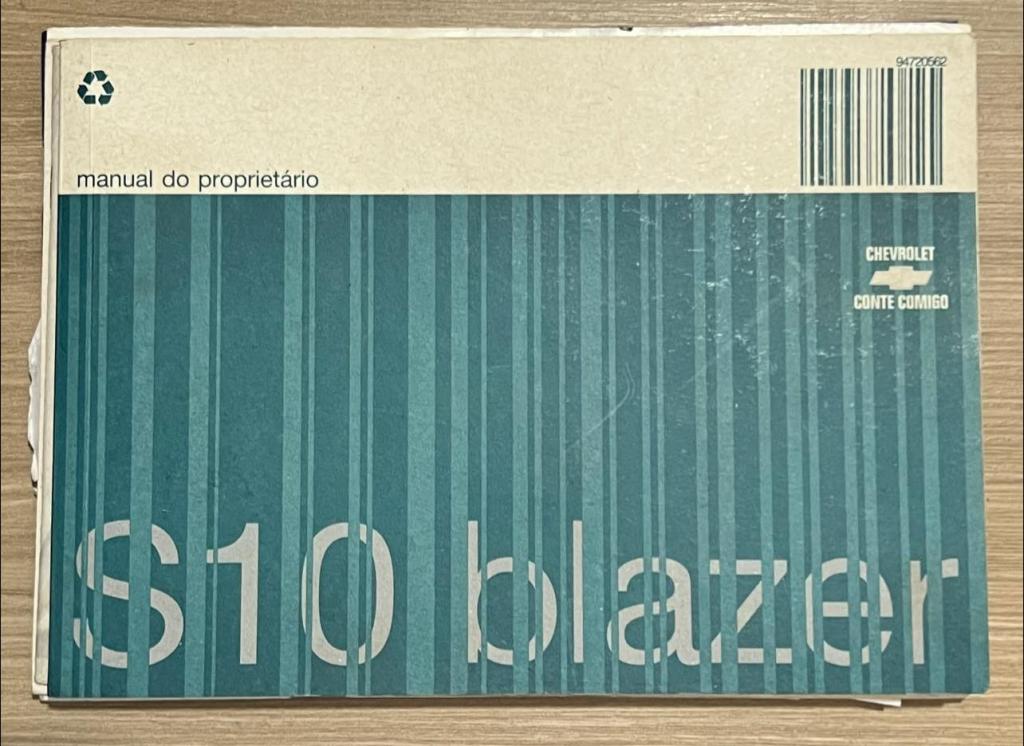 94720562
manual do proprietário
CHEVROLET
CONTE COMIGO
S10 blazer